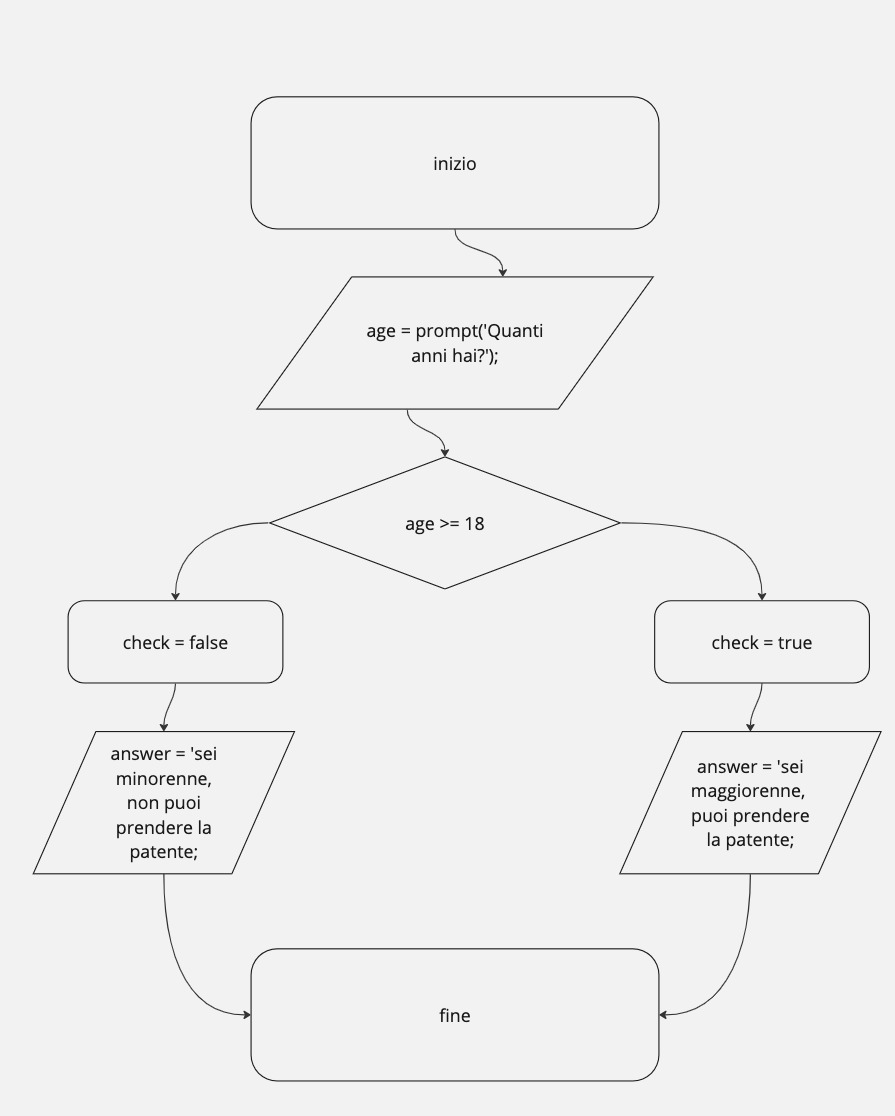 inizio
age = prompt('Quanti
anni hai?');
age >= 18
check = false
check = true
answer = 'sei
minorenne,
non puoi
prendere la
patente;
answer = 'sei
maggiorenne,
puoi prendere
la patente;
fine